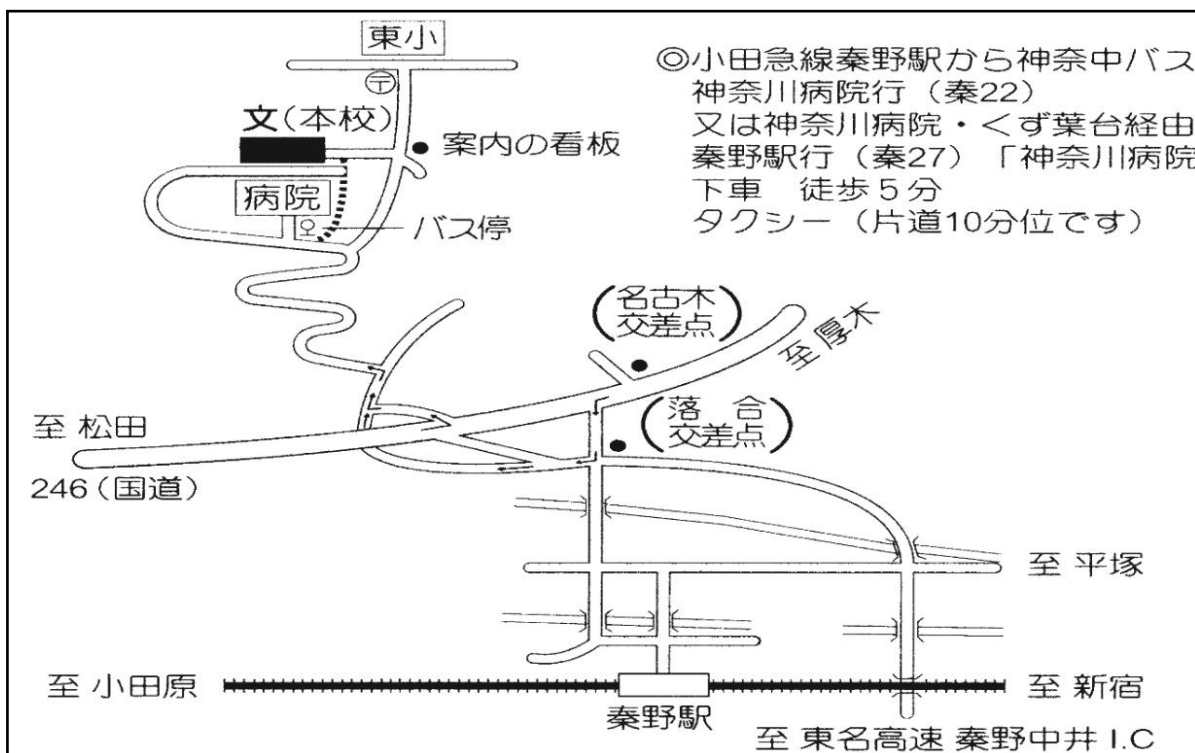 東小
〒
文(本校)
案内の看板
病院
バス停
◎小田急線秦野駅から神奈中バス
神奈川病院行(秦22)
又は神奈川病院・くず葉台経由
秦野駅行(秦27)「神奈川病院
下車 徒歩5分
タクシー(片道10分位です)
(名古木
交差点)
至 厚木
(落合
交差点)
至 松田
246(国道)
至 平塚
至 小田原
秦野駅
至 新宿
至 東名高速 秦野中井 I.C